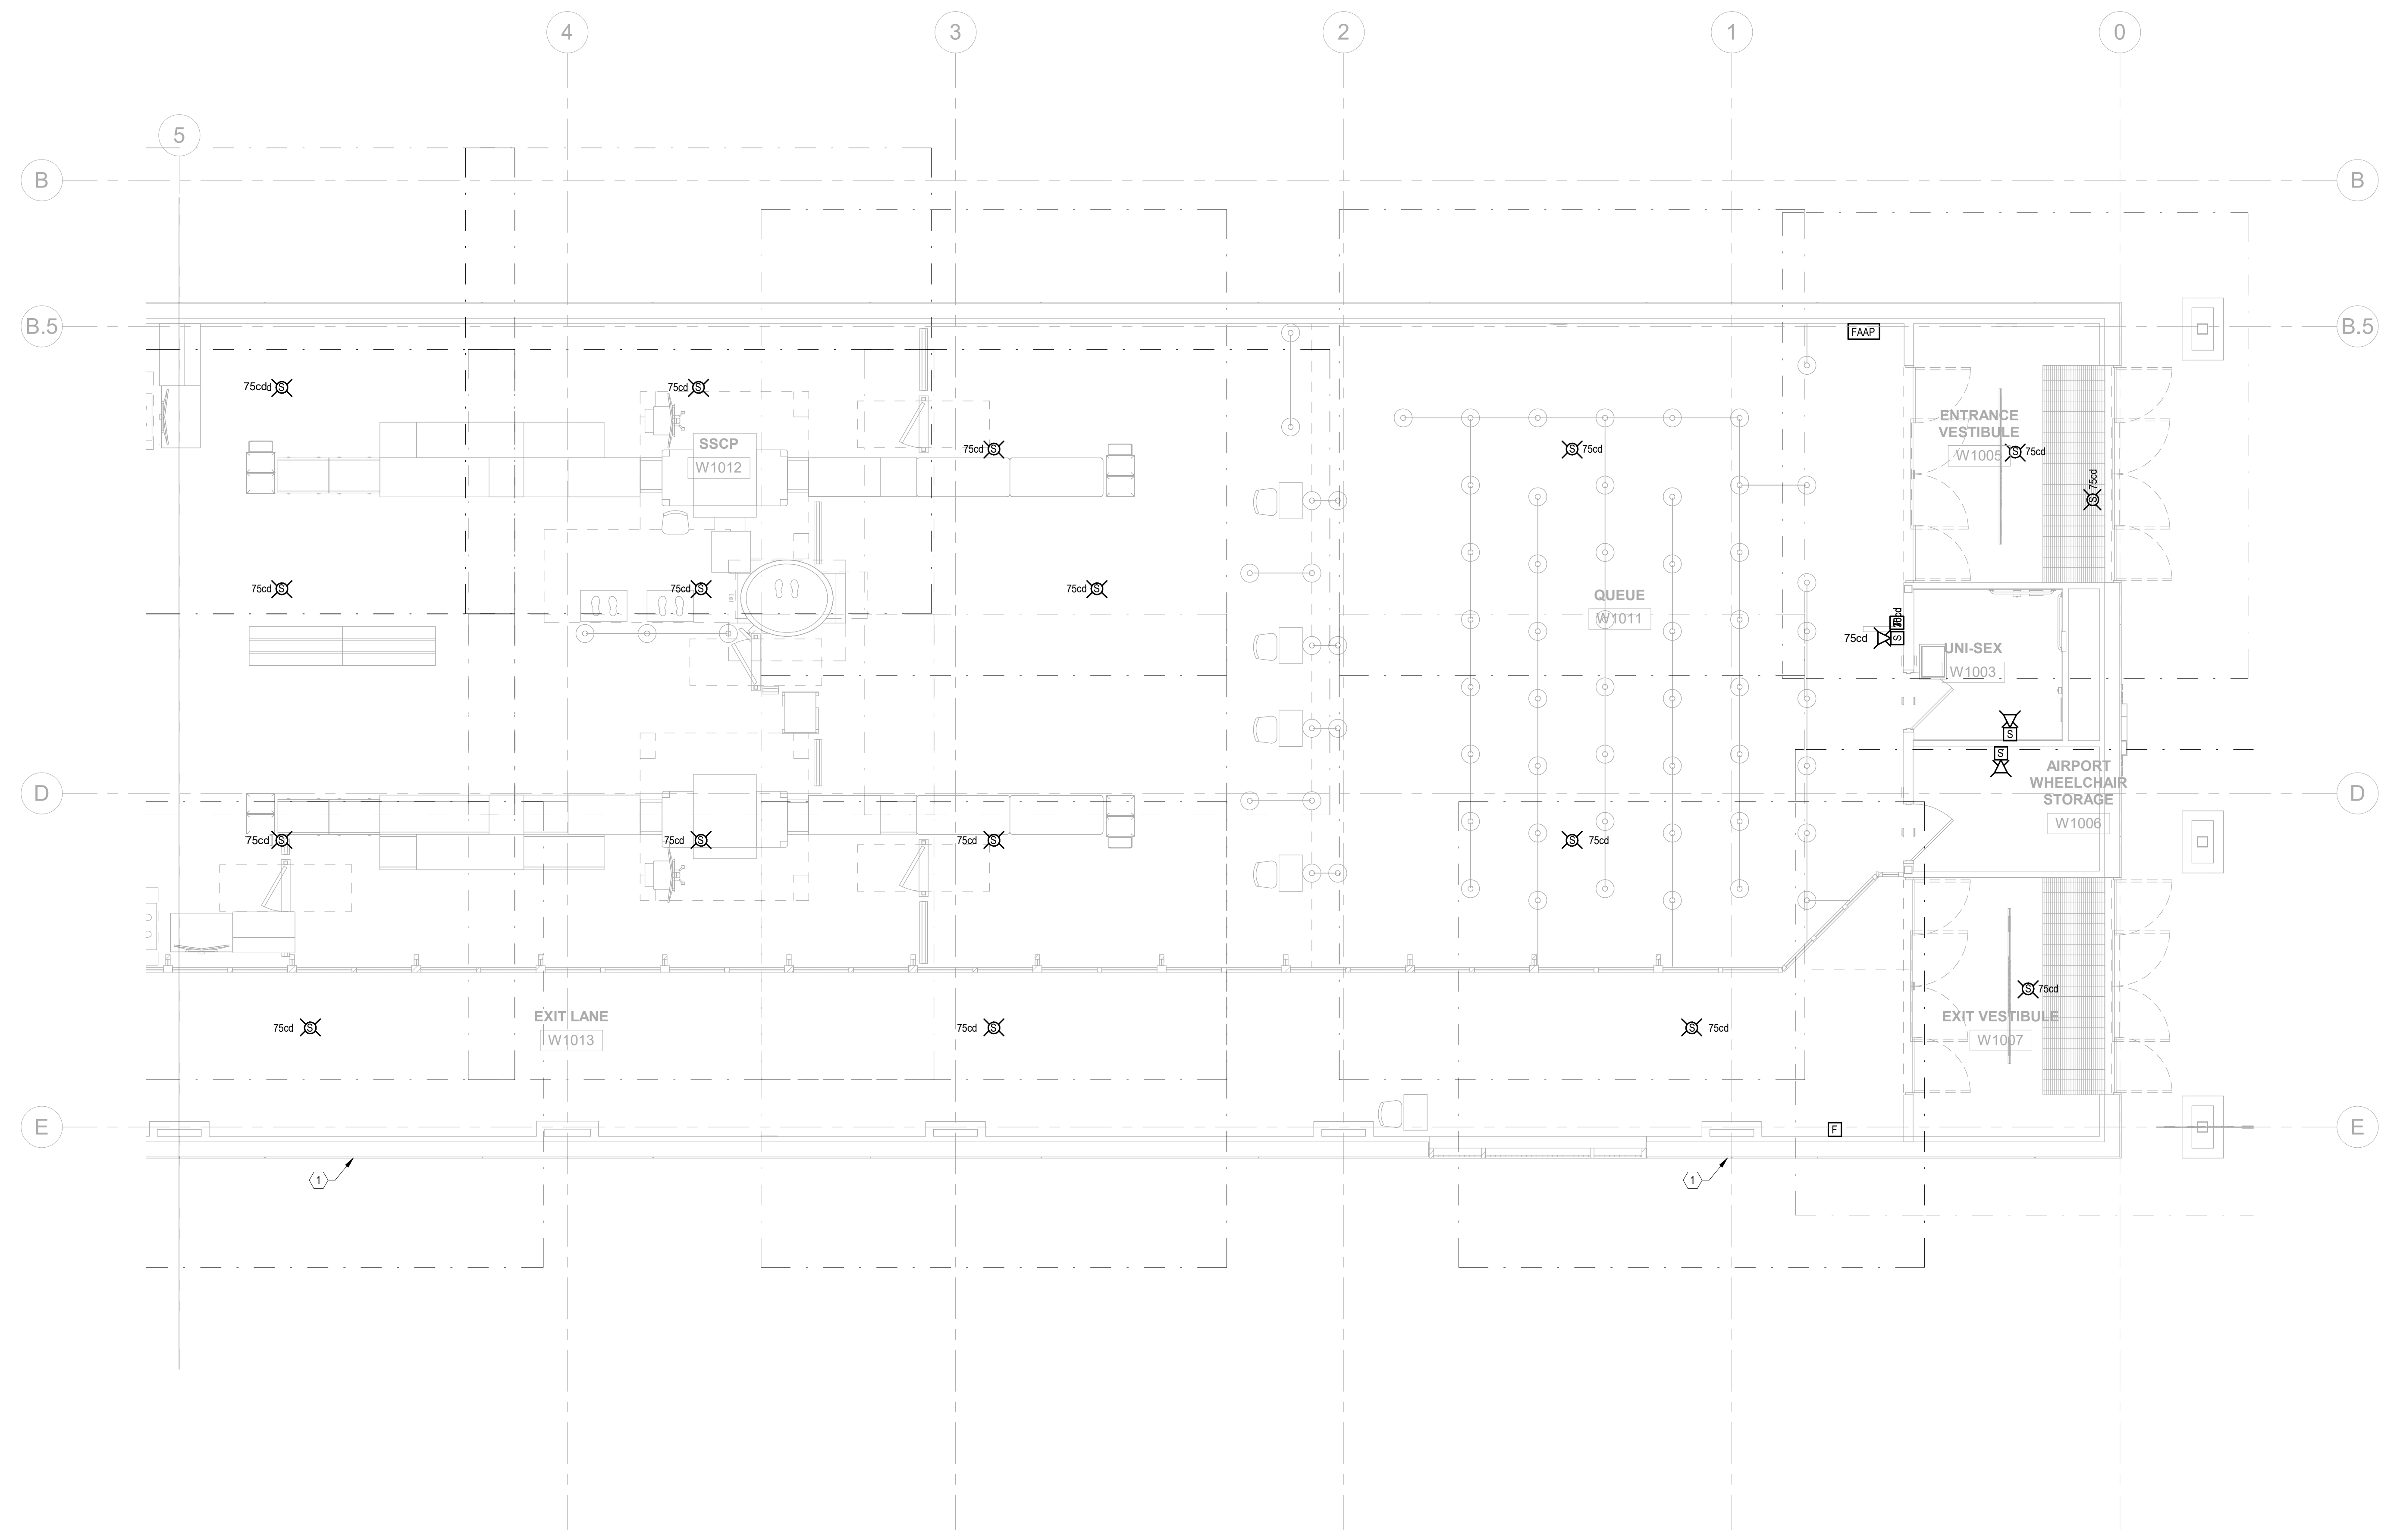 4
3
2
1
0
5
B
B
B.5
B.5
FAAP
75cdd
S
75cd
S
SSCP
W1012
75cd
S
S
75cd
ENTRANCE
VESTIBULE
W1005
S
75cd
75cd
S
75cd
S
75cd
S
75cd
S
QUEUE
W1011
75cd
75cd
S
UNI-SEX
W1003
S
S
AIRPORT
WHEELCHAIR
STORAGE
W1006
D
D
75cd
S
75cd
S
75cd
S
S
75cd
S
75cd
EXIT LANE
W1013
EXIT VESTIBULE
W1007
75cd
S
75cd
S
S
75cd
E
F
E
1
1